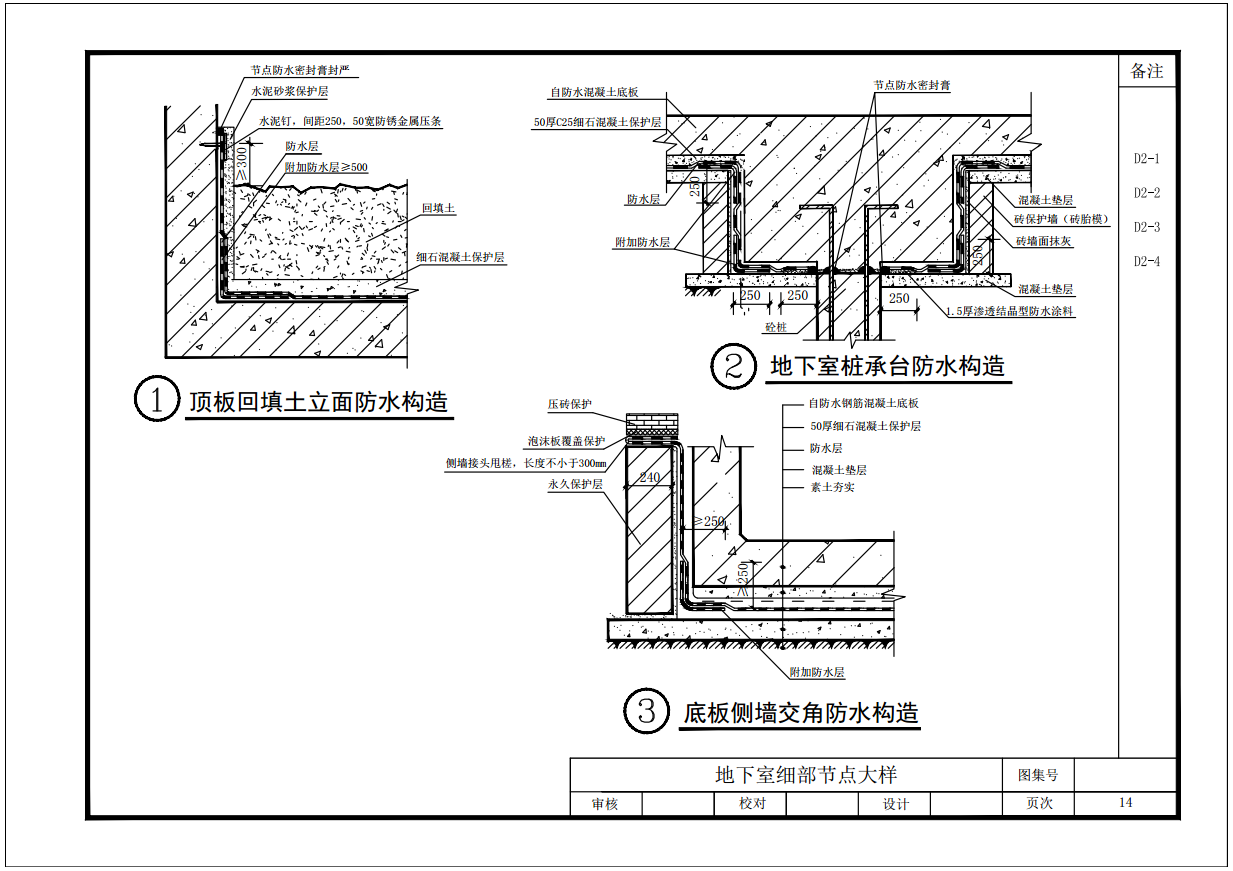 节点防水密封膏封严
水泥砂浆保护层
水泥钉，间距250，50宽防锈金属压条
≥300
防水层
附加防水层≥500
回填土
细石混凝土保护层
1 顶板回填土立面防水构造
自防水混凝土底板
节点防水密封膏
50厚C25细石混凝土保护层
250
防水层
附加防水层
混凝土垫层
砖保护墙（砖胎模）
砖墙面抹灰
250
混凝土垫层
250
250
250
1.5厚渗透结晶型防水涂料
砼桩
2 地下室桩承台防水构造
压砖保护
泡沫板覆盖保护
侧墙接头甩槎，长度不小于300mm
永久保护层
240
≥250
≥250
自防水钢筋混凝土底板
50厚细石混凝土保护层
防水层
混凝土垫层
素土夯实
附加防水层
3 底板侧墙交角防水构造
备注
D2-1
D2-2
D2-3
D2-4
地下室细部节点大样
图集号
审核
校对
设计
页次
14